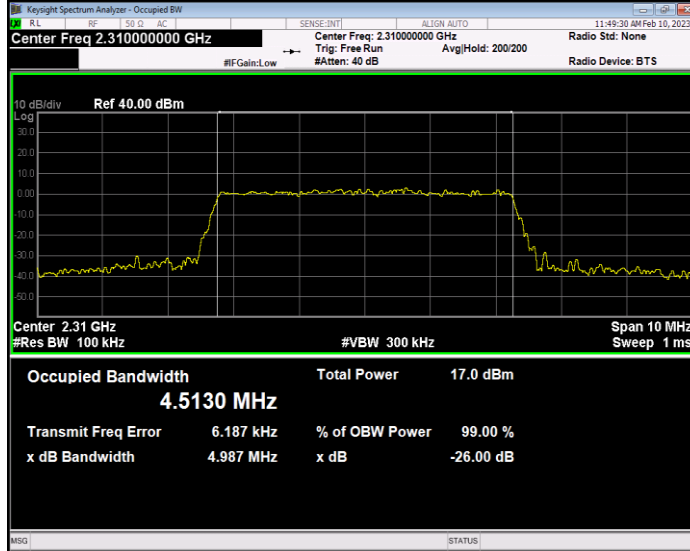 Keysight Spectrum Analyzer - Occupied BW
RL RF 50 Ω AC SENSE:INT ALIGN AUTO 11:49:30 AM Feb 10, 2023
Center Freq 2.310000000 GHz Center Freq: 2.310000000 GHz Radio Std: None
Trig: Free Run Avg|Hold: 200/200
#IFGain:Low #Atten: 40 dB Radio Device: BTS
10 dB/div Ref 40.00 dBm
Log
30.0
20.0
10.0
0.00
-10.0
-20.0
-30.0
-40.0
-50.0
Center 2.31 GHz Span 10 MHz
#Res BW 100 kHz #VBW 300 kHz Sweep 1 ms
Occupied Bandwidth Total Power 17.0 dBm
4.5130 MHz
Transmit Freq Error 6.187 kHz % of OBW Power 99.00 %
x dB Bandwidth 4.987 MHz x dB -26.00 dB
MSG STATUS